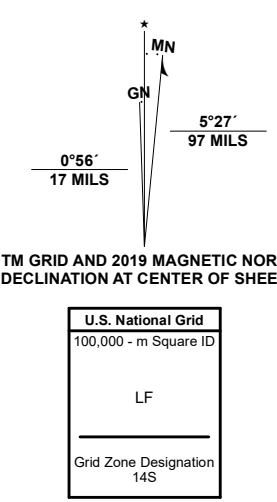 ★
MN
GN
5°27´
97 MILS
0°56´
17 MILS
TM GRID AND 2019 MAGNETIC NOR
DECLINATION AT CENTER OF SHEE
U.S. National Grid
100,000 - m Square ID
LF
Grid Zone Designation
14S